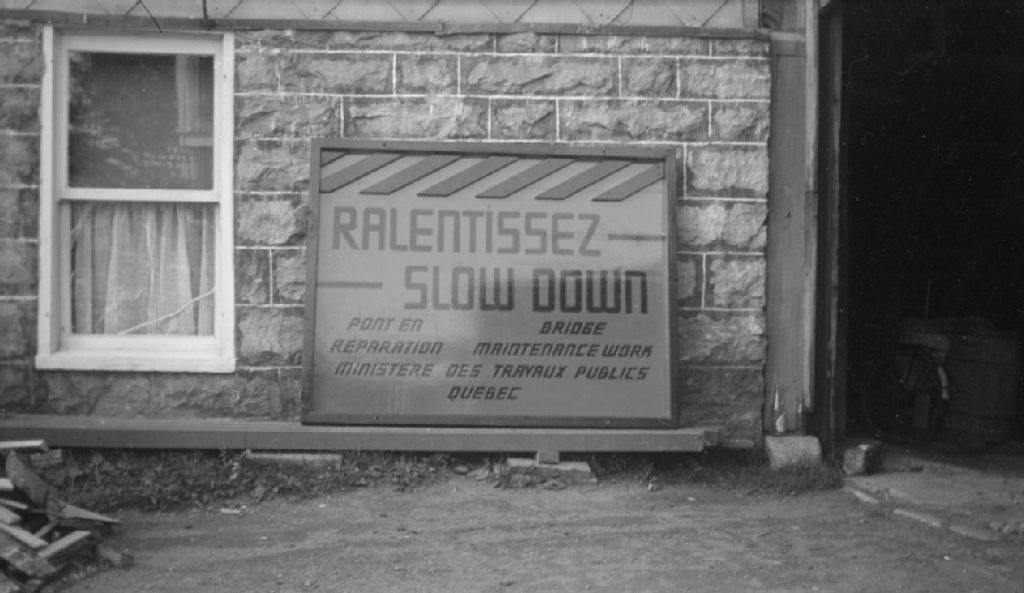 RALENTISSEZ
SLOW DOWN
PONT EN
REPARATION
BRIDGE
MAINTENANCE WORK
MINISTERE DES TRAVAUX PUBLICS
QUEBEC